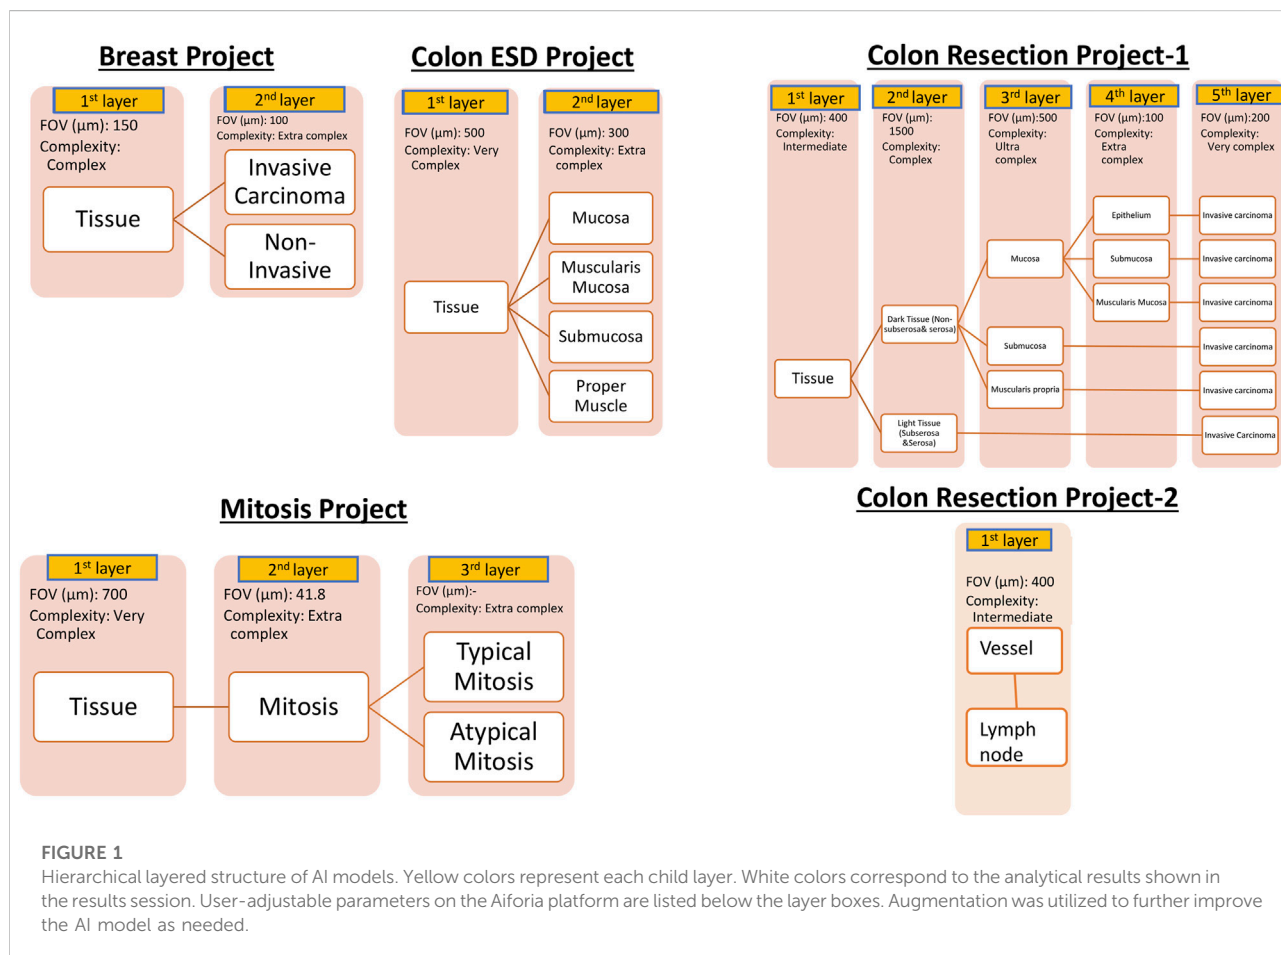 Breast Project
1st layer
FOV (µm): 150
Complexity:
Complex
Tissue
2nd layer
FOV (µm): 100
Complexity: Extra complex
Invasive
Carcinoma
Non-
Invasive
Colon ESD Project
1st layer
FOV (µm): 500
Complexity: Very
Complex
Tissue
2nd layer
FOV (µm): 300
Complexity: Extra
complex
Mucosa
Muscularis
Mucosa
Submucosa
Proper
Muscle
Colon Resection Project-1
1st layer
FOV (µm): 400
Complexity:
Intermediate
Tissue
2nd layer
FOV (µm):
1500
Complexity:
Complex
Dark Tissue (Non-
subserosa& serosa)
Light Tissue
(Subserosa
&Serosa)
3rd layer
FOV (µm):500
Complexity:
Ultra
complex
Mucosa
Submucosa
Muscularis propria
4th layer
FOV (µm):100
Complexity:
Extra
complex
Epithelium
Submucosa
Muscularis Mucosa
5th layer
FOV (µm):200
Complexity:
Very complex
Invasive carcinoma
Invasive carcinoma
Invasive carcinoma
Invasive carcinoma
Invasive carcinoma
Invasive Carcinoma
Mitosis Project
1st layer
FOV (µm): 700
Complexity: Very
Complex
Tissue
2nd layer
FOV (µm): 41.8
Complexity: Extra
complex
Mitosis
3rd layer
FOV (µm):-
Complexity: Extra complex
Typical
Mitosis
Atypical
Mitosis
Colon Resection Project-2
1st layer
FOV (µm): 400
Complexity:
Intermediate
Vessel
Lymph
node
FIGURE 1
Hierarchical layered structure of AI models. Yellow colors represent each child layer. White colors correspond to the analytical results shown in
the results session. User-adjustable parameters on the Aiforia platform are listed below the layer boxes. Augmentation was utilized to further improve
the AI model as needed.